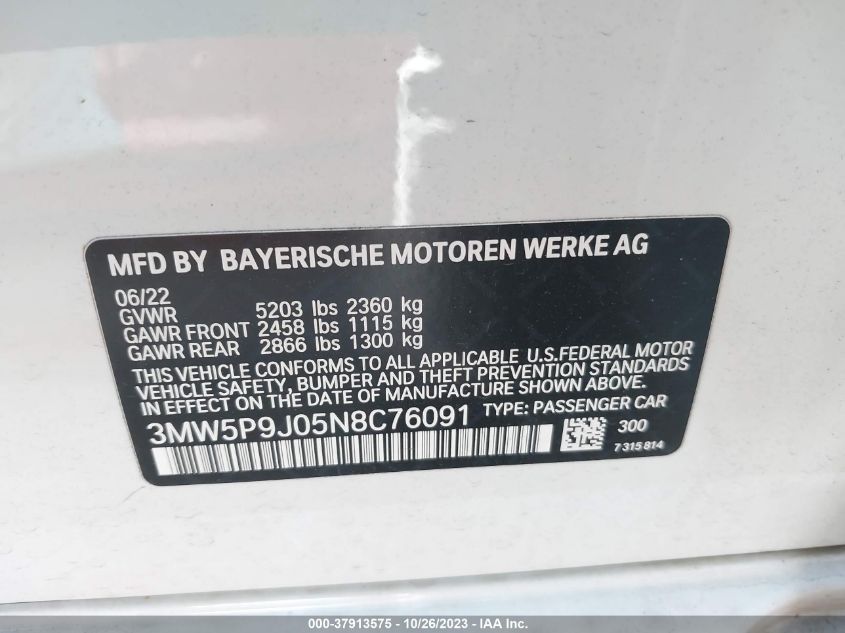 MFD BY BAYERISCHE MOTOREN WERKE AG
06/22
GVWR 5203 lbs 2360 kg
GAWR FRONT 2458 lbs 1115 kg
GAWR REAR 2866 lbs 1300 kg
THIS VEHICLE CONFORMS TO ALL APPLICABLE U.S.FEDERAL MOTOR
VEHICLE SAFETY, BUMPER AND THEFT PREVENTION STANDARDS
IN EFFECT ON THE DATE OF MANUFACTURE SHOWN ABOVE.
3MW5P9J05N8C76091 TYPE: PASSENGER CAR
300
7 315 814
000-37913575 - 10/26/2023 - IAA Inc.